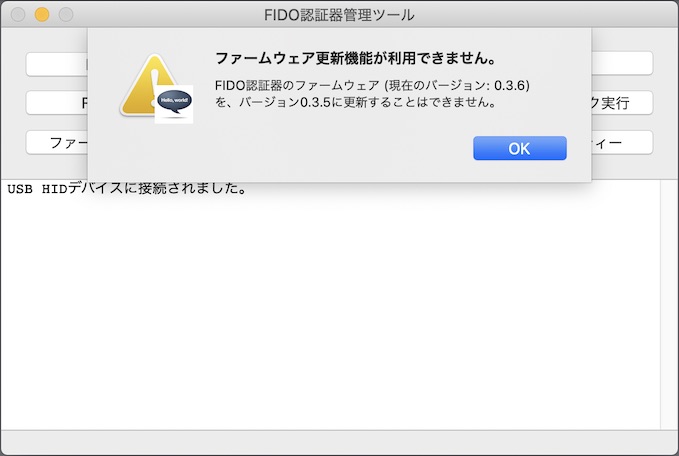 FIDO認証器管理ツール
ファームウェア更新機能が利用できません。
FIDO認証器のファームウェア (現在のバージョン: 0.3.6)
を、バージョン0.3.5に更新することはできません。
Hello, world!
OK
ク実行
ファー
ィー
USB HIDデバイスに接続されました。